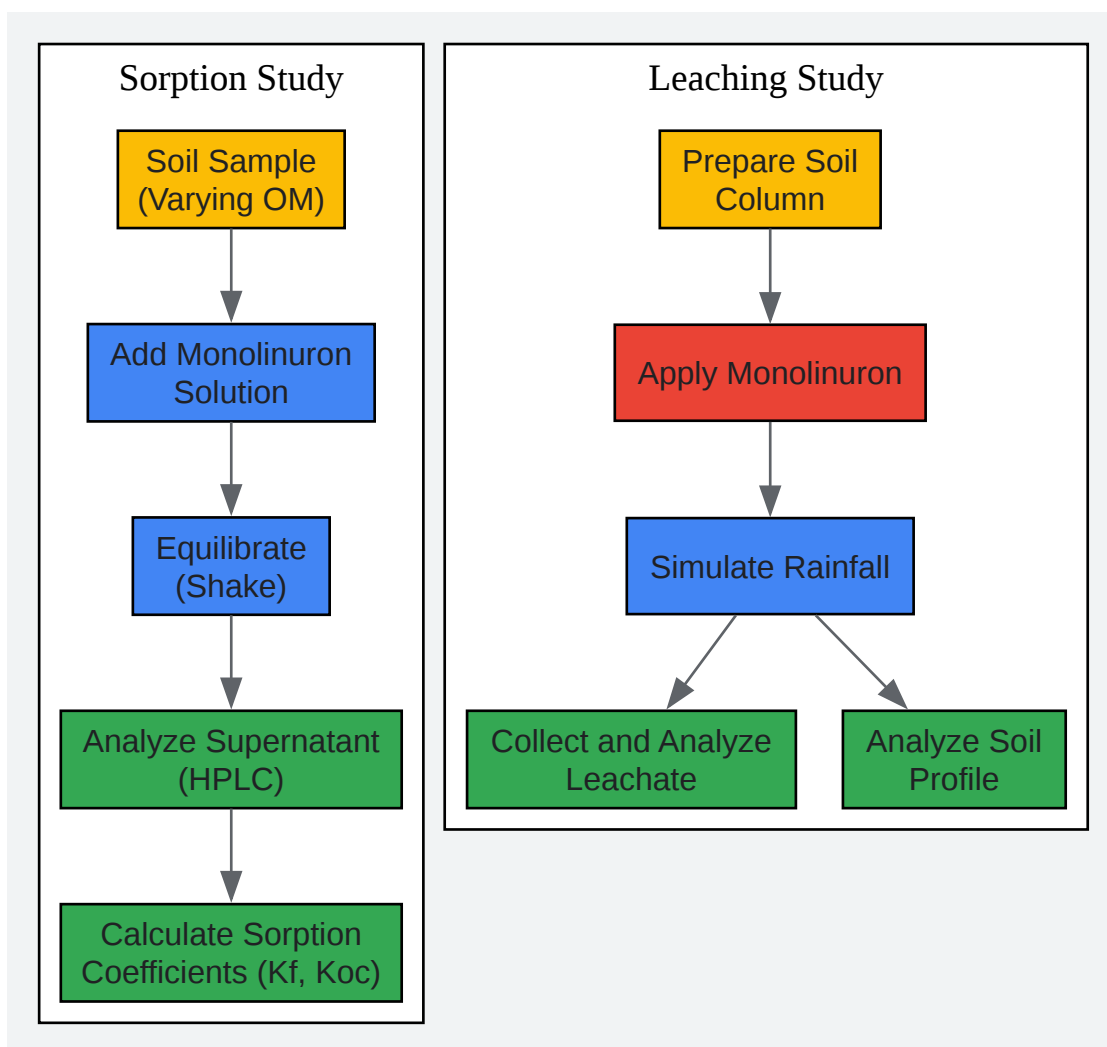 Sorption Study
Soil Sample
(Varying OM)
Add Monolinuron
Solution
Equilibrate
(Shake)
Analyze Supernatant
(HPLC)
Calculate Sorption
Coefficients (Kf, Koc)
Leaching Study
Prepare Soil
Column
Apply Monolinuron
Simulate Rainfall
Collect and Analyze
Leachate
Analyze Soil
Profile